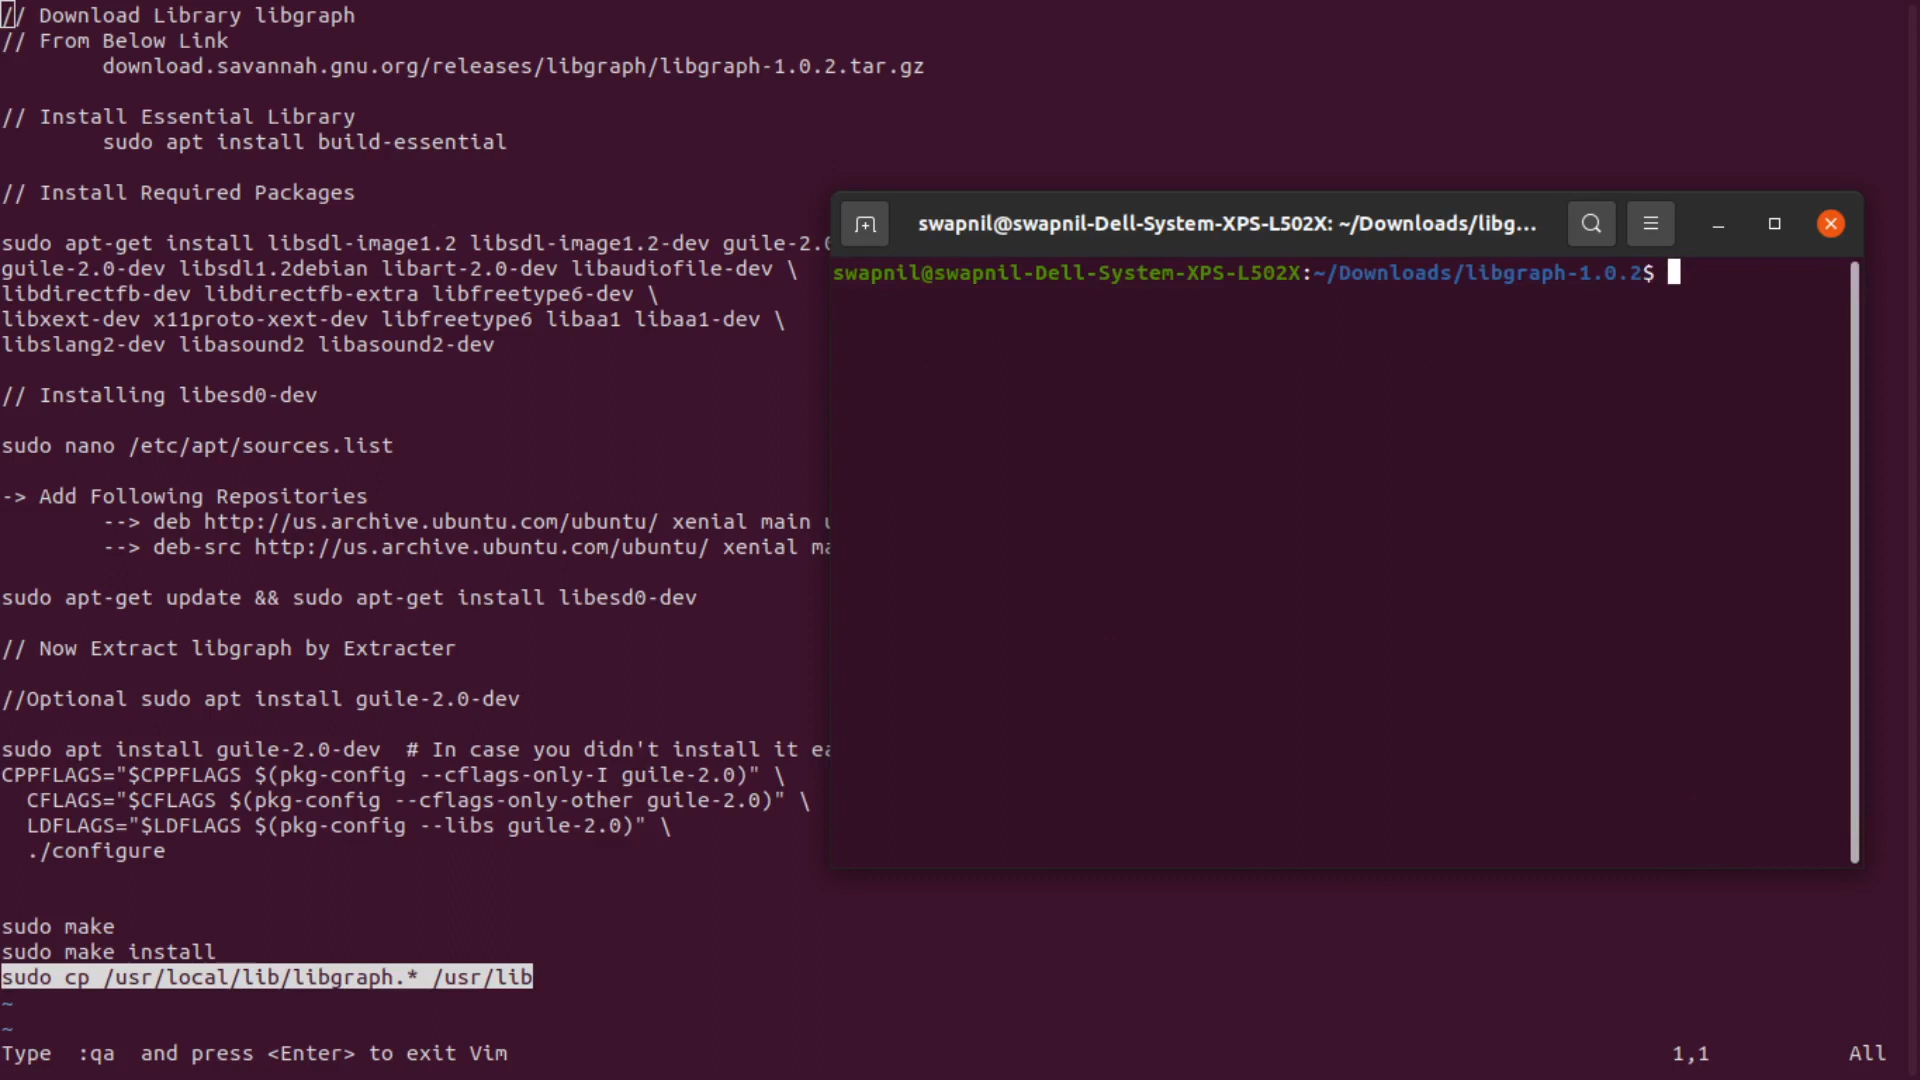 // Download Library libgraph
// From Below Link
download.savannah.gnu.org/releases/libgraph/libgraph-1.0.2.tar.gz
// Install Essential Library
sudo apt install build-essential
// Install Required Packages
sudo apt-get install libsdl-image1.2 libsdl-image1.2-dev guile-2.0
guile-2.0-dev libsdl1.2debian libart-2.0-dev libaudiofile-dev \
libdirectfb-dev libdirectfb-extra libfreetype6-dev \
libxext-dev x11proto-xext-dev libfreetype6 libaa1 libaa1-dev \
libslang2-dev libasound2 libasound2-dev
// Installing libesd0-dev
sudo nano /etc/apt/sources.list
-> Add Following Repositories
--> deb http://us.archive.ubuntu.com/ubuntu/ xenial main
--> deb-src http://us.archive.ubuntu.com/ubuntu/ xenial
sudo apt-get update && sudo apt-get install libesd0-dev
// Now Extract libgraph by Extracter
//Optional sudo apt install guile-2.0-dev
sudo apt install guile-2.0-dev  # In case you didn't install it
CPPFLAGS="$CPPFLAGS $(pkg-config --cflags-only-I guile-2.0)" \
CFLAGS="$CFLAGS $(pkg-config --cflags-only-other guile-2.0)" \
LDFLAGS="$LDFLAGS $(pkg-config --libs guile-2.0)" \
./configure
sudo make
sudo make install
sudo cp /usr/local/lib/libgraph.* /usr/lib
~
~
Type  :qa  and press <Enter> to exit Vim
1,1
All
swapnil@swapnil-Dell-System-XPS-L502X: ~/Downloads/libg...
swapnil@swapnil-Dell-System-XPS-L502X:~/Downloads/libgraph-1.0.2$